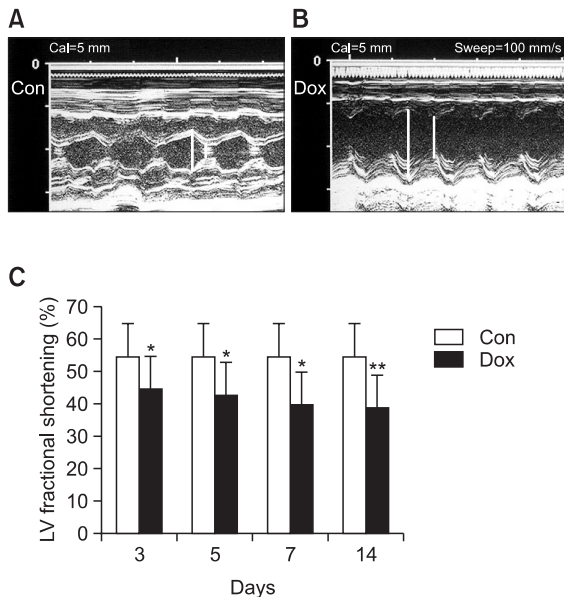 A
Cal=5 mm
0
Con
B
Cal=5 mm Sweep=100 mm/s
0
Dox
C
LV fractional shortening (%)
70
60
50
40
30
20
10
0
* * * **
3 5 7 14
Days
Con
Dox